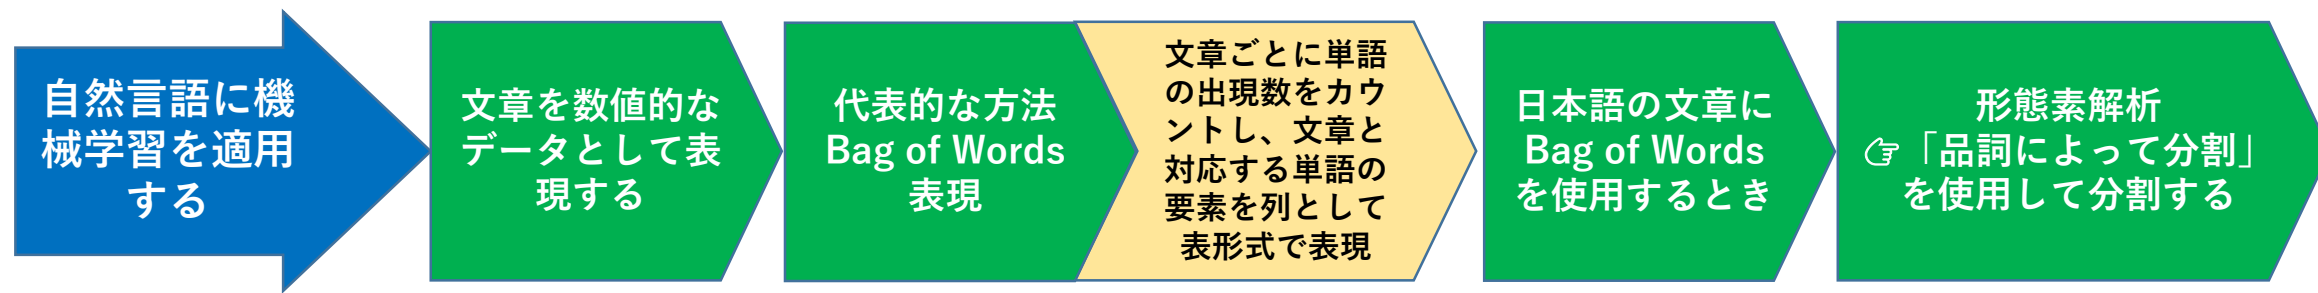 自然言語に機
械学習を適用
する
文章を数値的な
データとして表
現する
代表的な方法
Bag of Words
表現
文章ごとに単語
の出現数をカウ
ントし、文章と
対応する単語の
要素を列として
表形式で表現
日本語の文章に
Bag of Words
を使用するとき
形態素解析
👉「品詞によって分割」
を使用して分割する